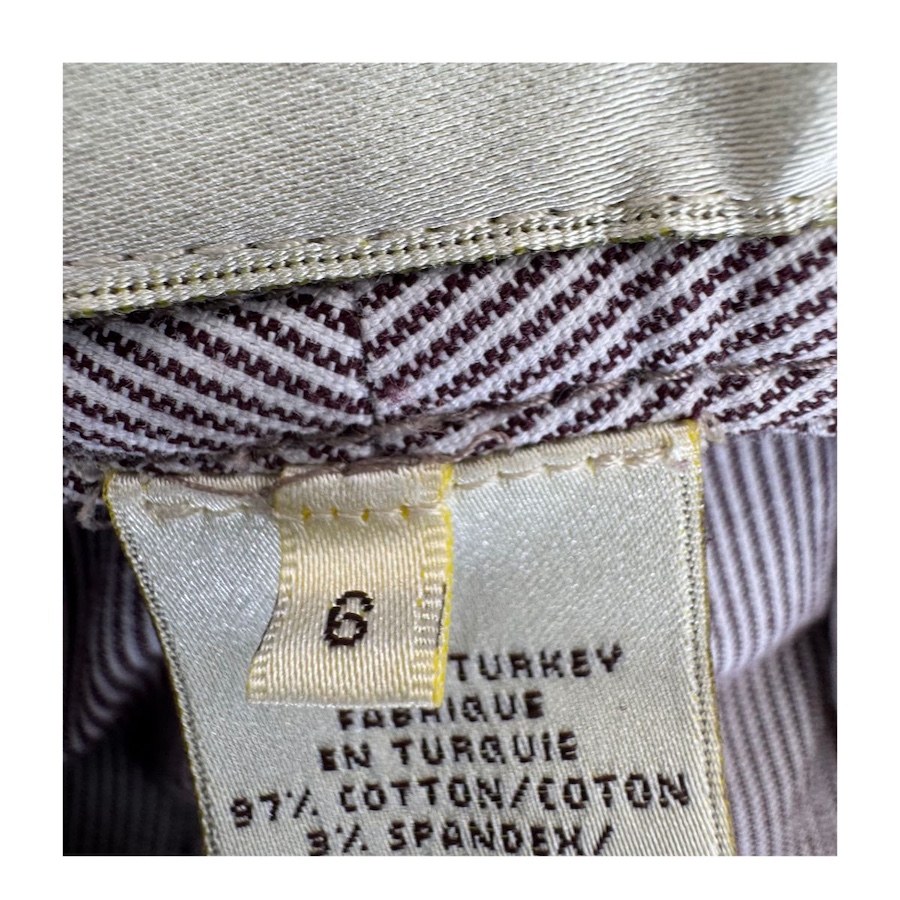 6
TURKEY
FABRIQUE
EN TURQUIE
97% COTTON/COTON
3% SPANDEX/